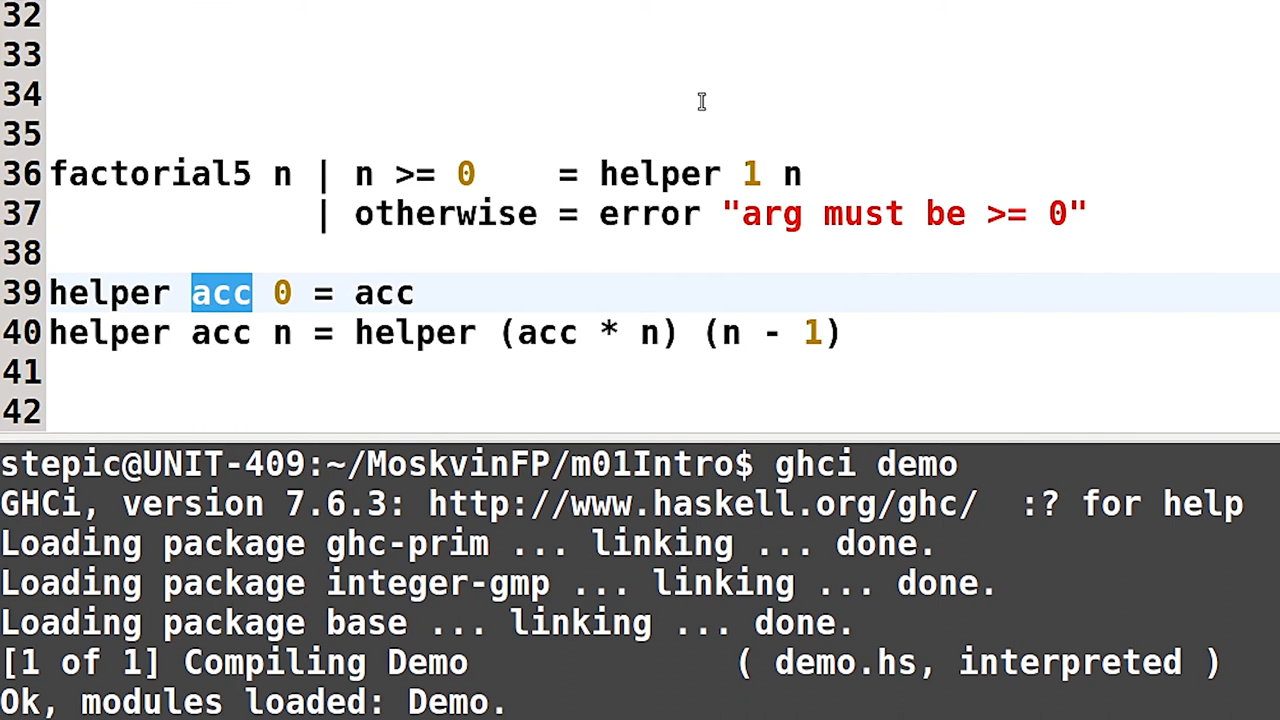 32
33
34
35
36 factorial5 n | n >= 0    = helper 1 n
37              | otherwise = error "arg must be >= 0"
38
39 helper acc 0 = acc
40 helper acc n = helper (acc * n) (n - 1)
41
42
stepic@UNIT-409:~/MoskvinFP/m01Intro$ ghci demo
GHCi, version 7.6.3: http://www.haskell.org/ghc/  :? for help
Loading package ghc-prim ... linking ... done.
Loading package integer-gmp ... linking ... done.
Loading package base ... linking ... done.
[1 of 1] Compiling Demo             ( demo.hs, interpreted )
Ok, modules loaded: Demo.